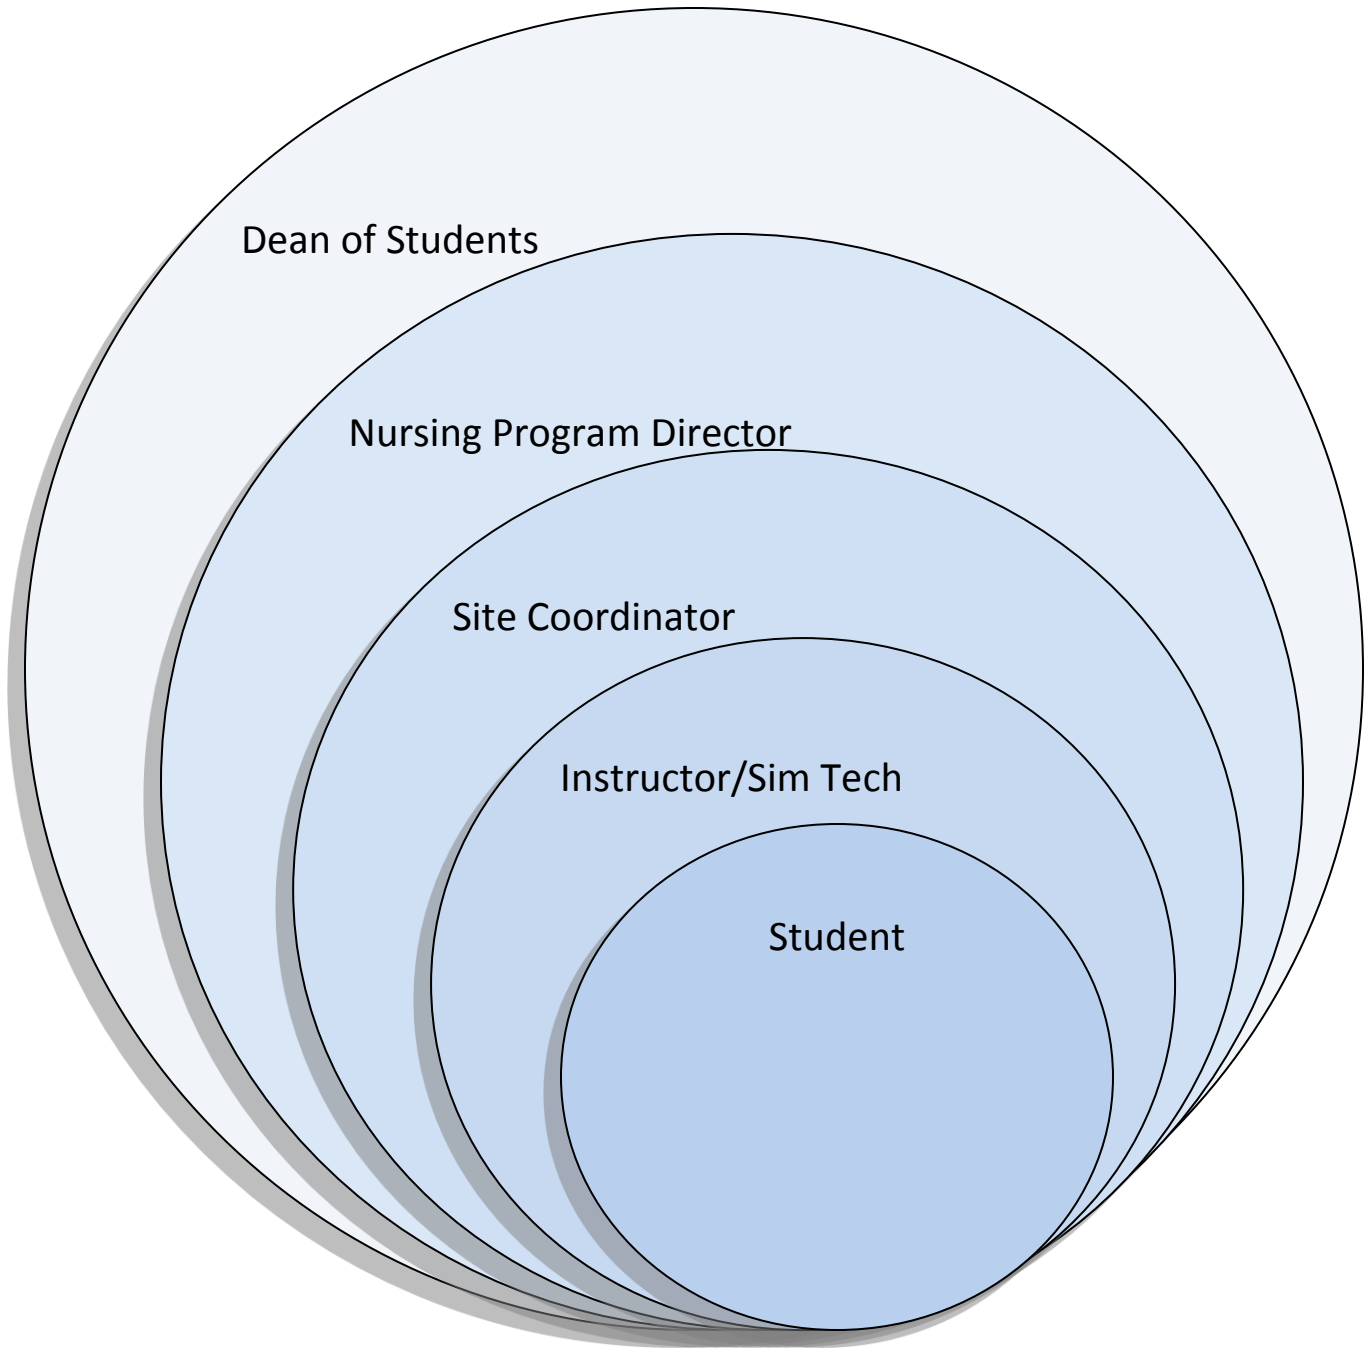 Dean of Students
Nursing Program Director
Site Coordinator
Instructor/Sim Tech
Student